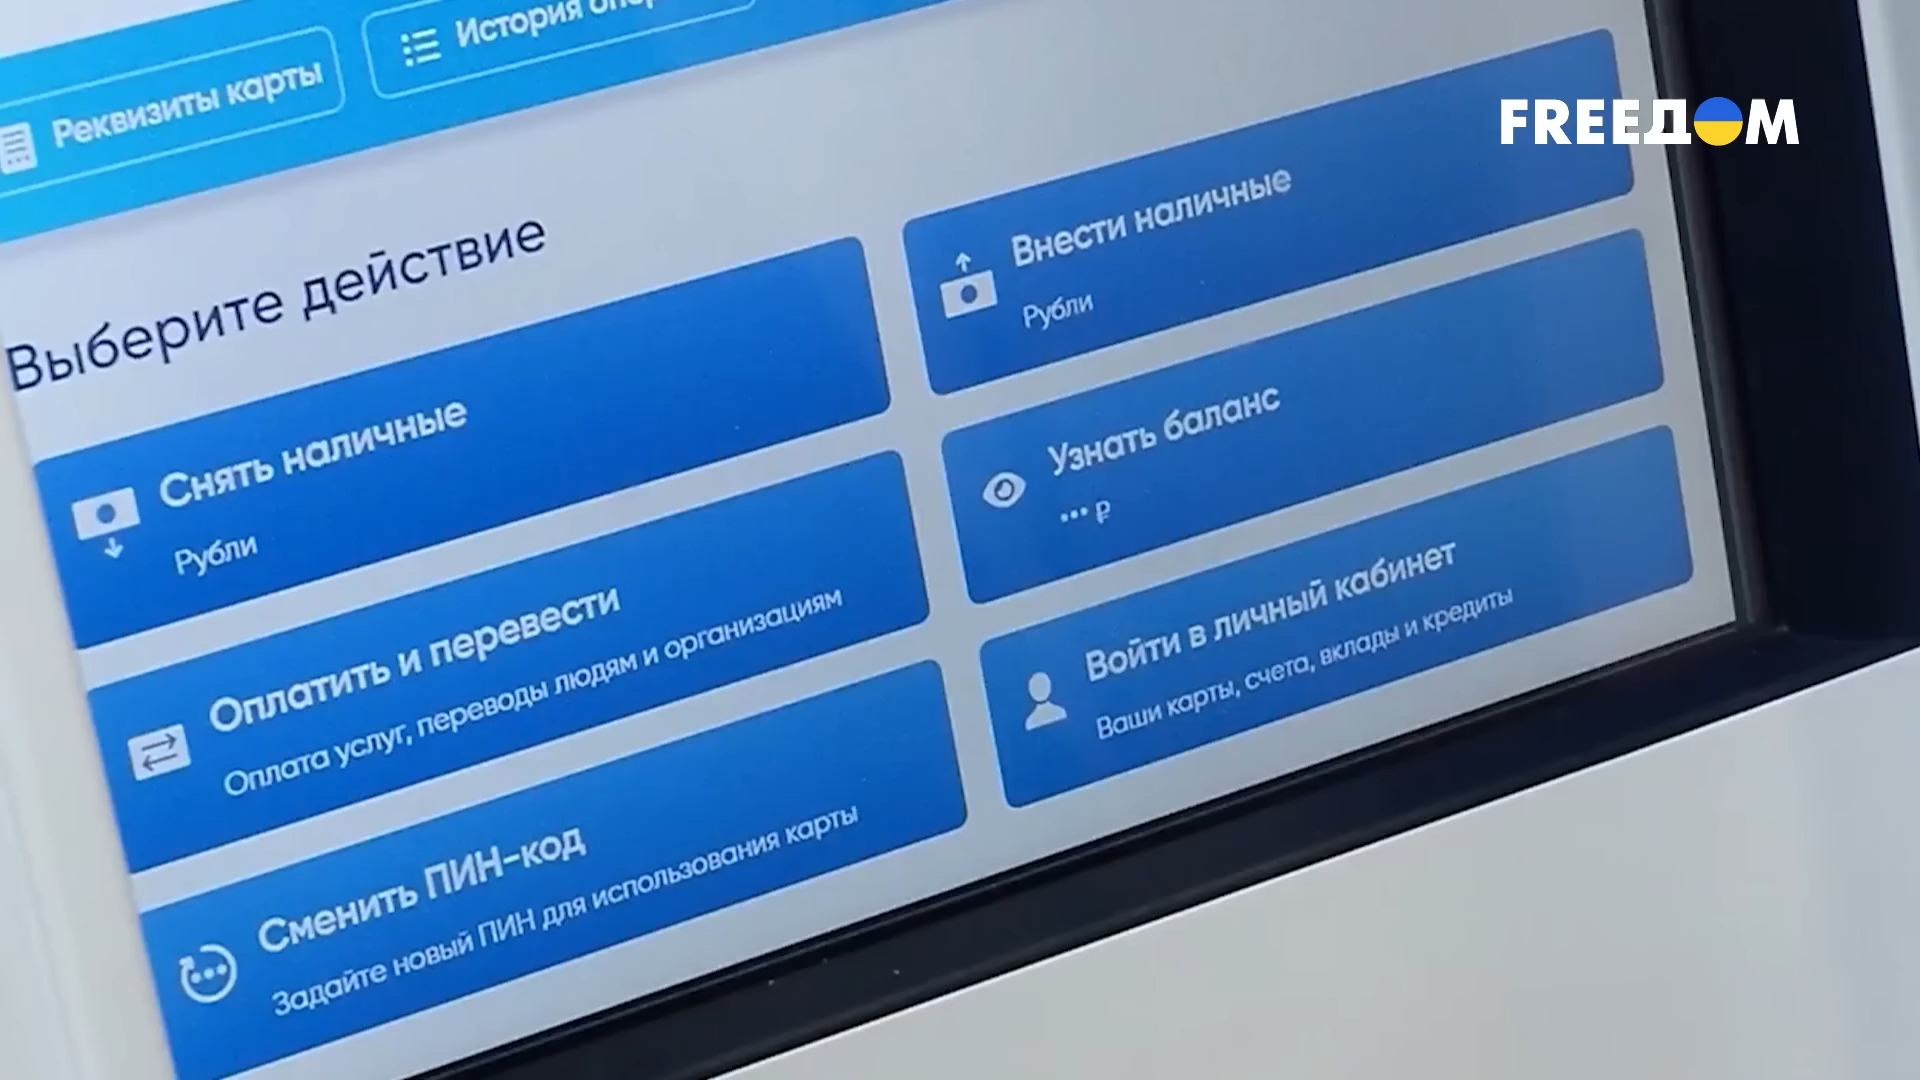 Реквизиты карты
История
FREEДOM
Выберите действие
Снять наличные
Рубли
Внести наличные
Рубли
Оплатить и перевести
Оплата услуг, переводы людям и организациям
Узнать баланс
••• ₽
Сменить ПИН-код
Задайте новый ПИН для использования карты
Войти в личный кабинет
Ваши карты, счета, вклады и кредиты